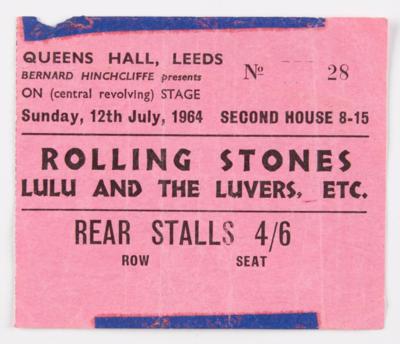 QUEENS HALL, LEEDS
BERNARD HINCHCLIFFE presents
Nº 28
ON (central revolving) STAGE
Sunday, 12th July, 1964 SECOND HOUSE 8-15
ROLLING STONES
LULU AND THE LUVERS, ETC.
REAR STALLS 4/6
ROW SEAT